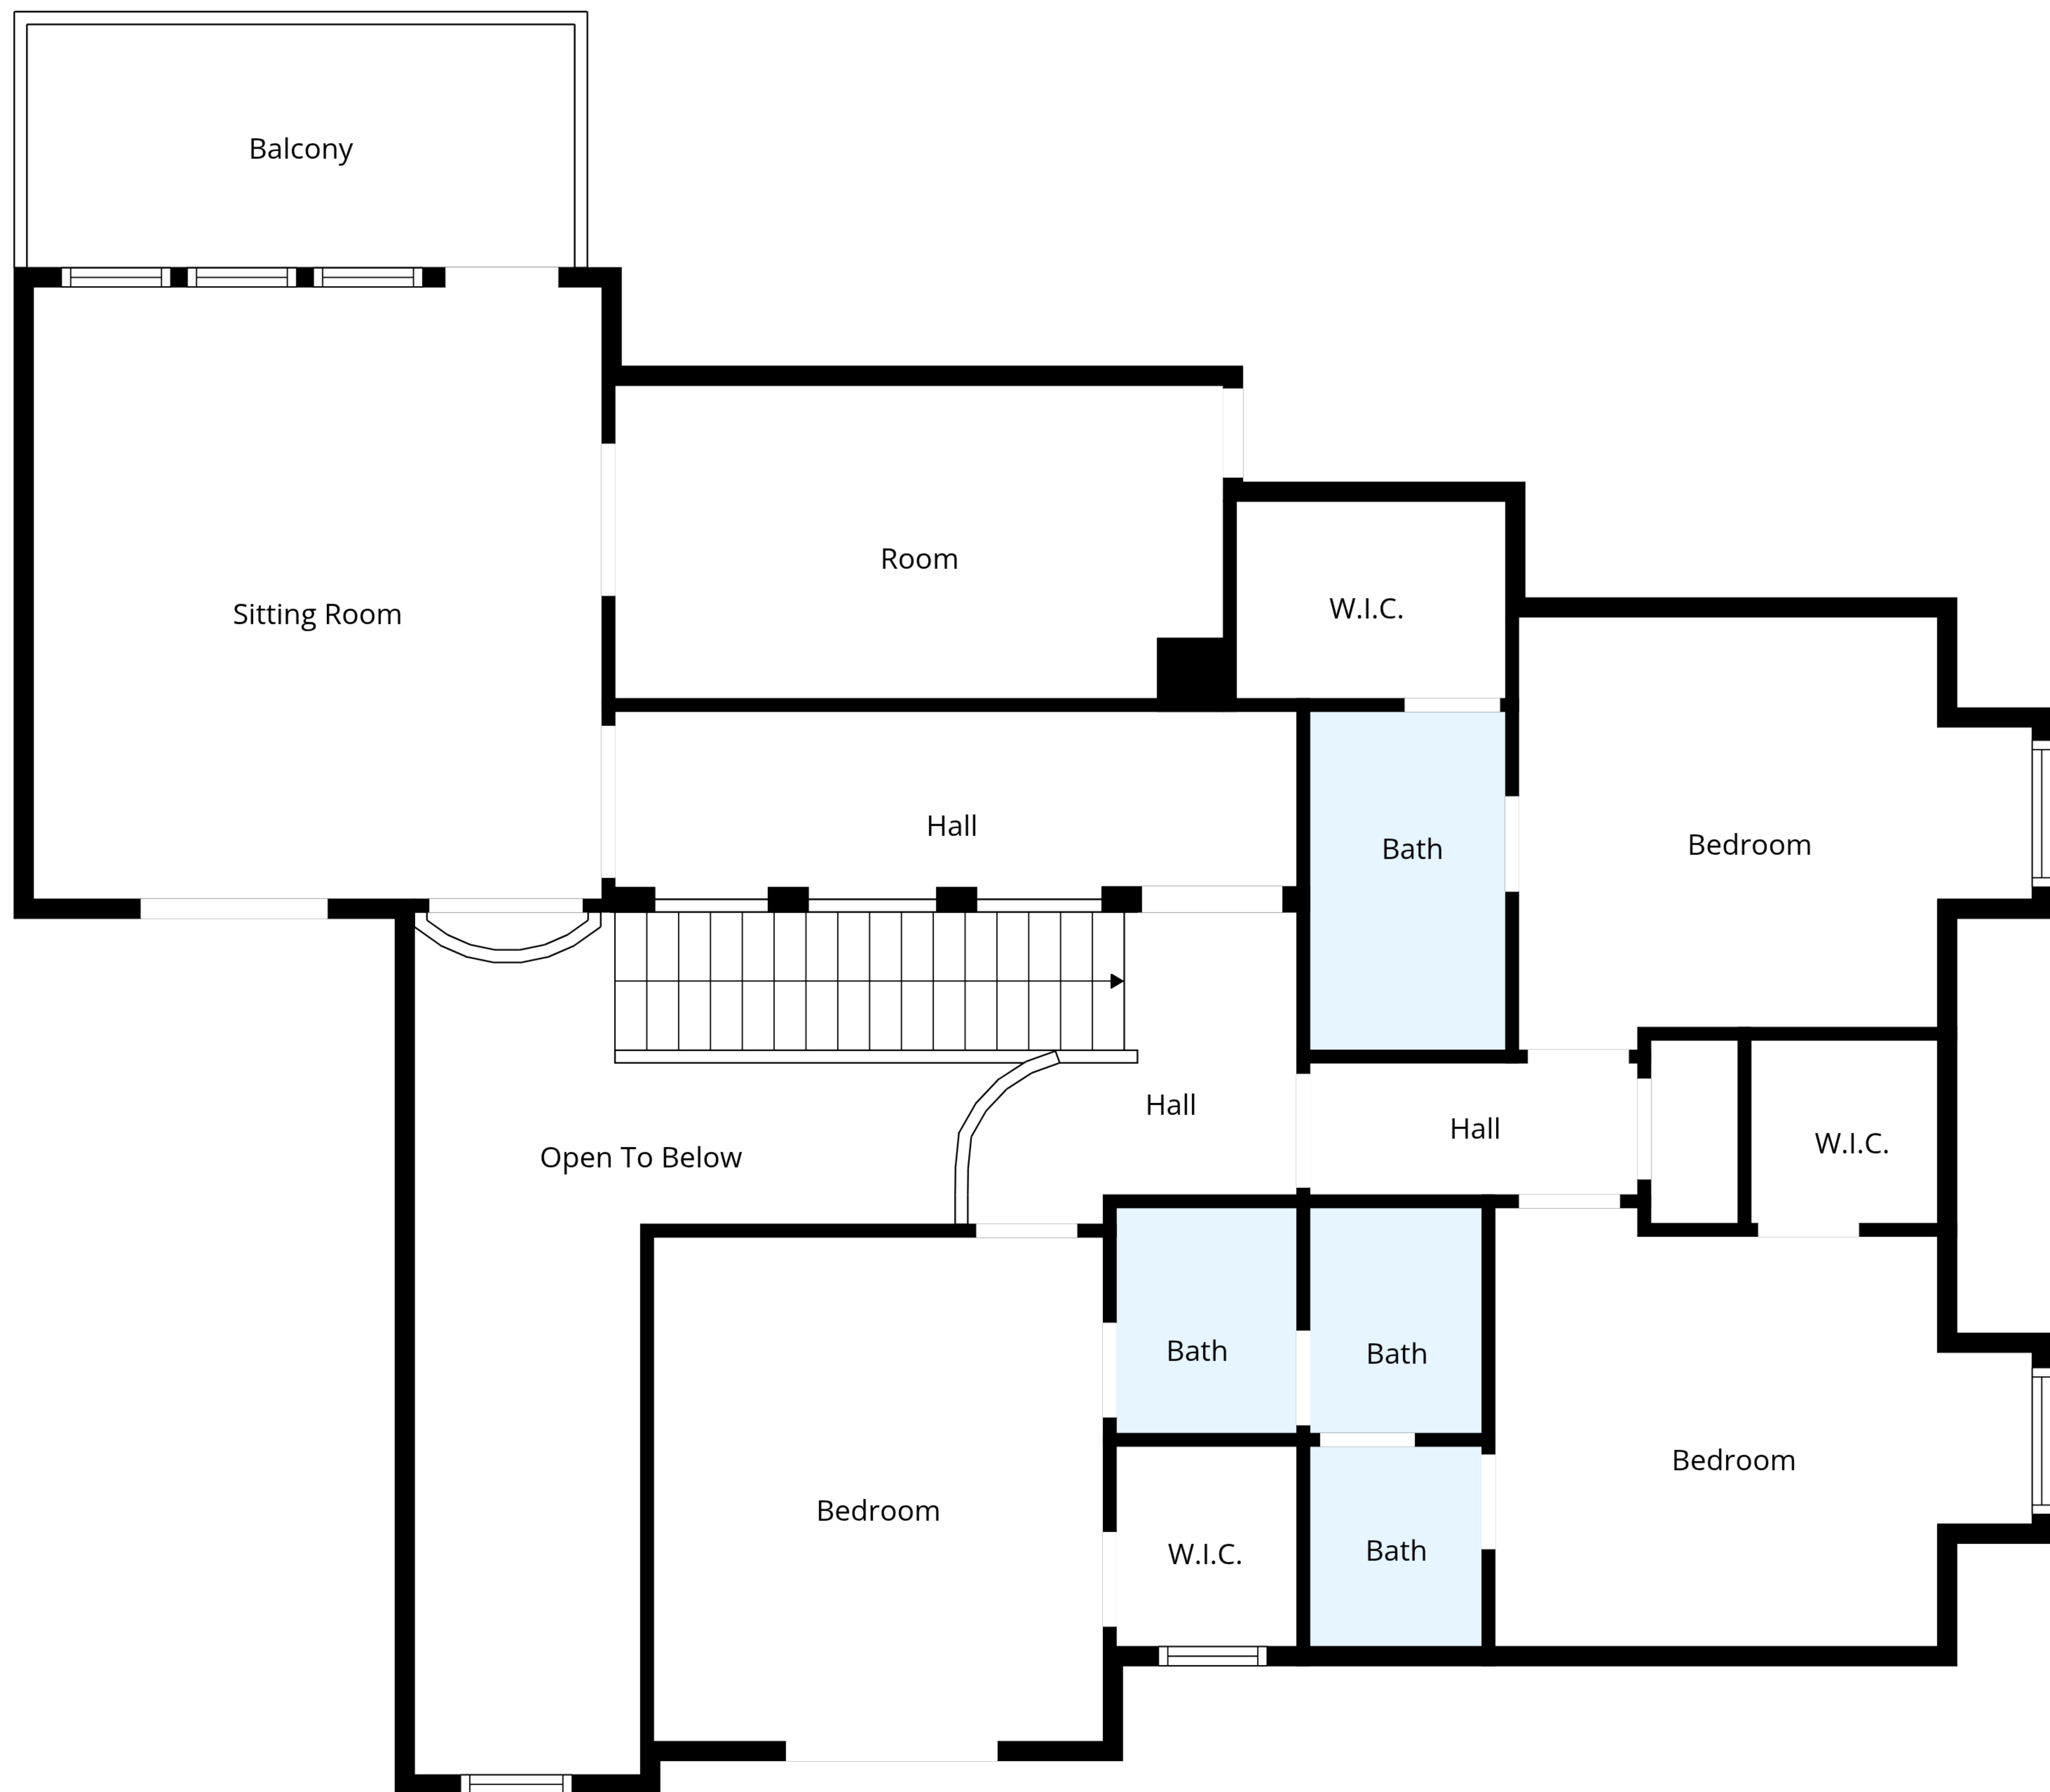 Balcony
Room
W.I.C.
Sitting Room
Hall
Bath
Bedroom
Hall
Hall
W.I.C.
Open To Below
Bath
Bath
Bedroom
Bedroom
W.I.C.
Bath